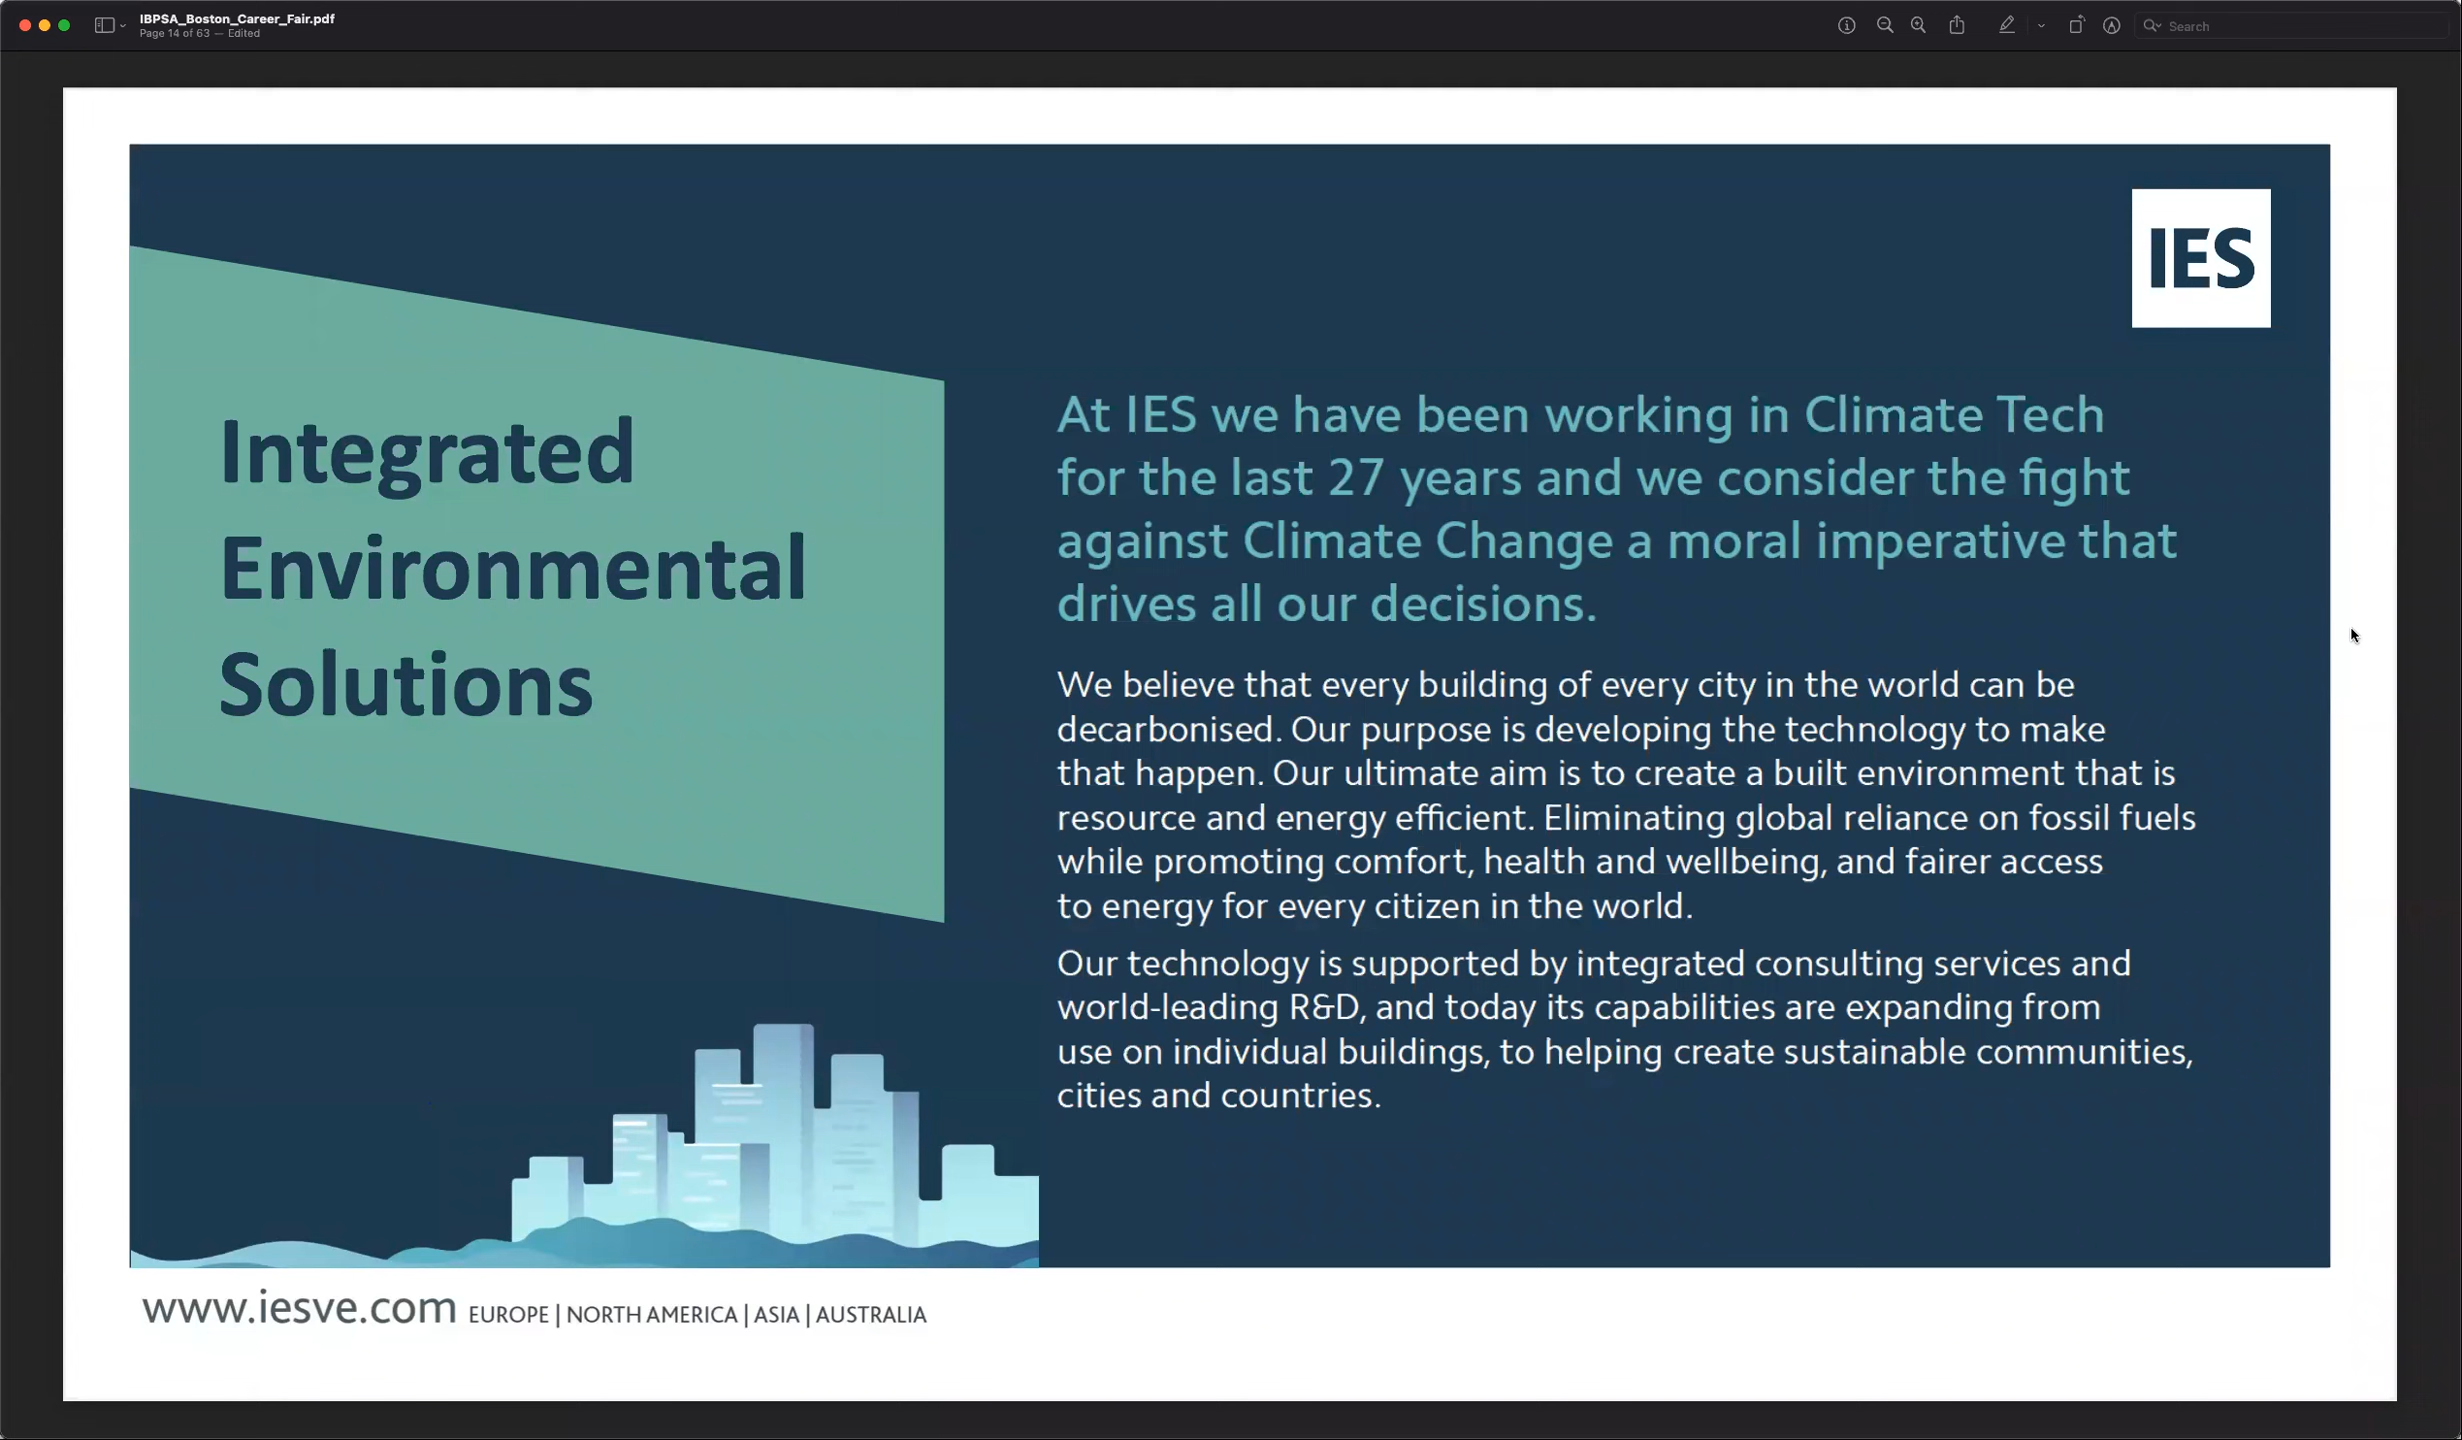 IBPSA_Boston_Career_Fair.pdf
Page 14 of 63 — Edited
Search
IES
Integrated
Environmental
Solutions
At IES we have been working in Climate Tech
for the last 27 years and we consider the fight
against Climate Change a moral imperative that
drives all our decisions.
We believe that every building of every city in the world can be
decarbonised. Our purpose is developing the technology to make
that happen. Our ultimate aim is to create a built environment that is
resource and energy efficient. Eliminating global reliance on fossil fuels
while promoting comfort, health and wellbeing, and fairer access
to energy for every citizen in the world.
Our technology is supported by integrated consulting services and
world-leading R&D, and today its capabilities are expanding from
use on individual buildings, to helping create sustainable communities,
cities and countries.
www.iesve.com EUROPE | NORTH AMERICA | ASIA | AUSTRALIA